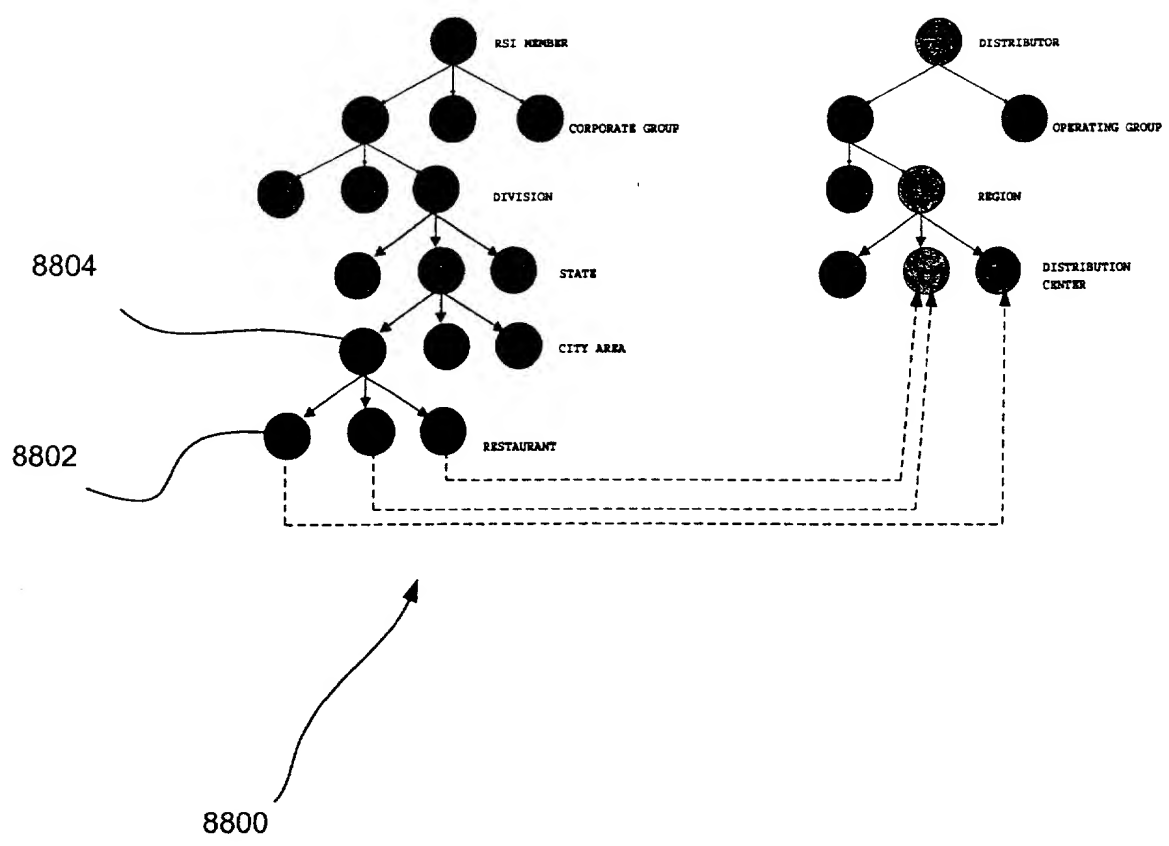 RSI MEMBER
DISTRIBUTOR
CORPORATE GROUP
OPERATING GROUP
DIVISION
REGION
8804
STATE
DISTRIBUTION
CENTER
CITY AREA
8802
RESTAURANT
8800